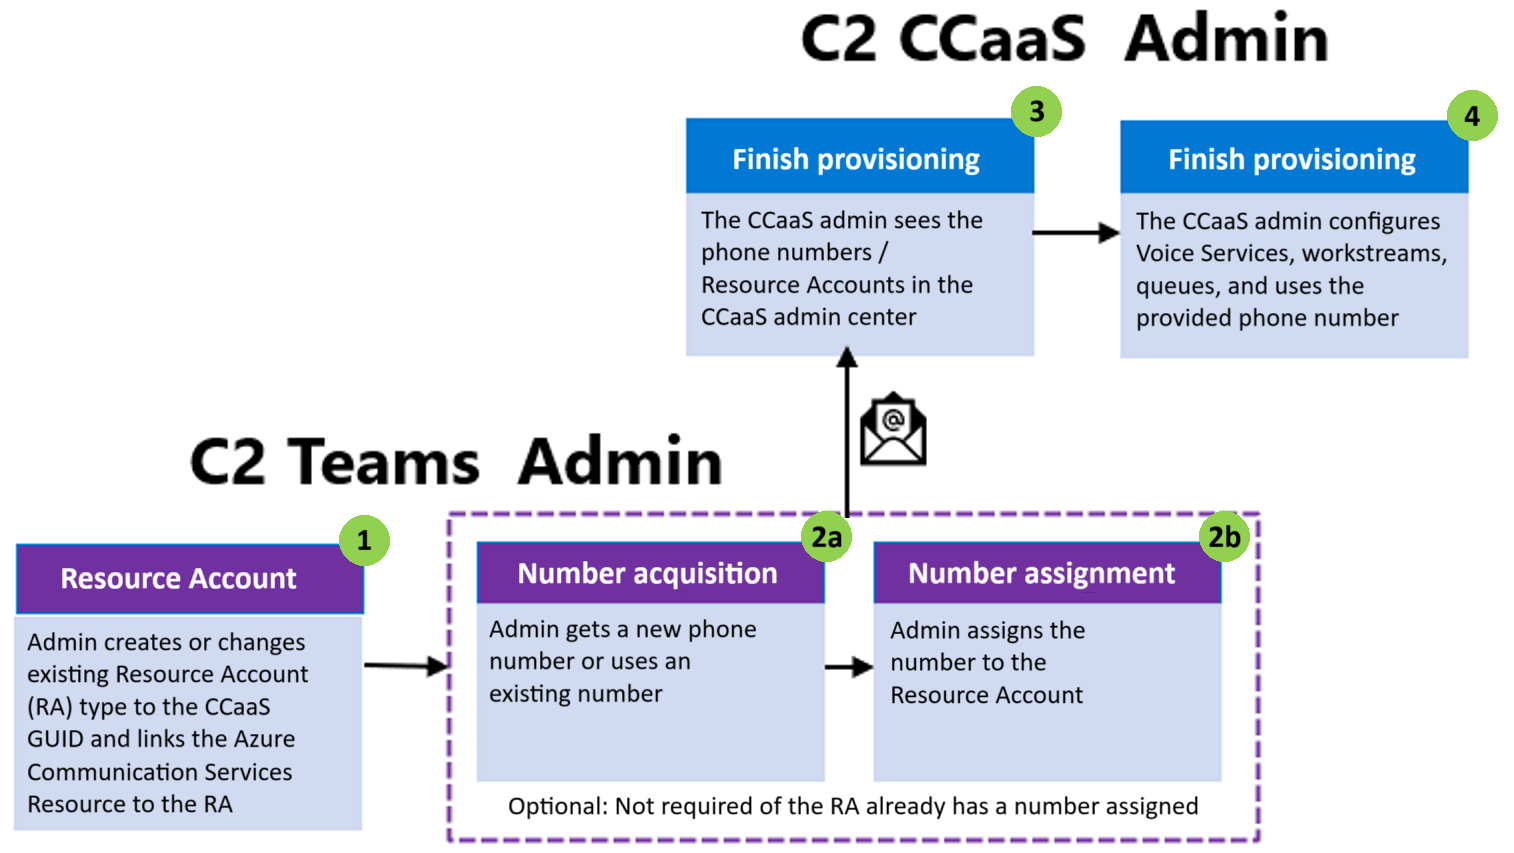 C2 CCaaS Admin
3
Finish provisioning
The CCaaS admin sees the
phone numbers /
Resource Accounts in the
CCaaS admin center
4
Finish provisioning
The CCaaS admin configures
Voice Services, workstreams,
queues, and uses the
provided phone number
@
C2 Teams Admin
1
Resource Account
Admin creates or changes
existing Resource Account
(RA) type to the CCaaS
GUID and links the Azure
Communication Services
Resource to the RA
2a
Number acquisition
Admin gets a new phone
number or uses an
existing number
2b
Number assignment
Admin assigns the
number to the
Resource Account
Optional: Not required of the RA already has a number assigned